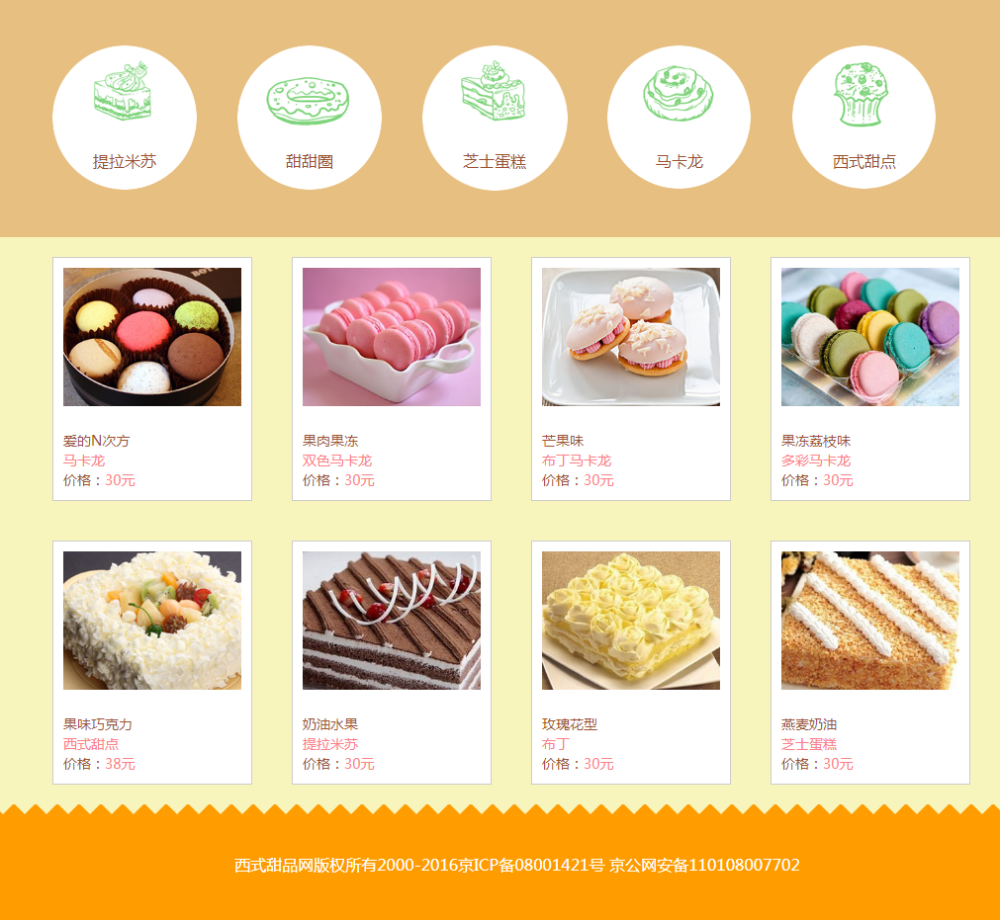 提拉米苏
甜甜圈
芝士蛋糕
马卡龙
西式甜点
爱的N次方
马卡龙
价格：30元
果肉果冻
双色马卡龙
价格：30元
芒果味
布丁马卡龙
价格：30元
果冻荔枝味
多彩马卡龙
价格：30元
果味巧克力
西式甜点
价格：38元
奶油水果
提拉米苏
价格：30元
玫瑰花型
布丁
价格：30元
燕麦奶油
芝士蛋糕
价格：30元
西式甜品网版权所有2000-2016京ICP备08001421号 京公网安备110108007702